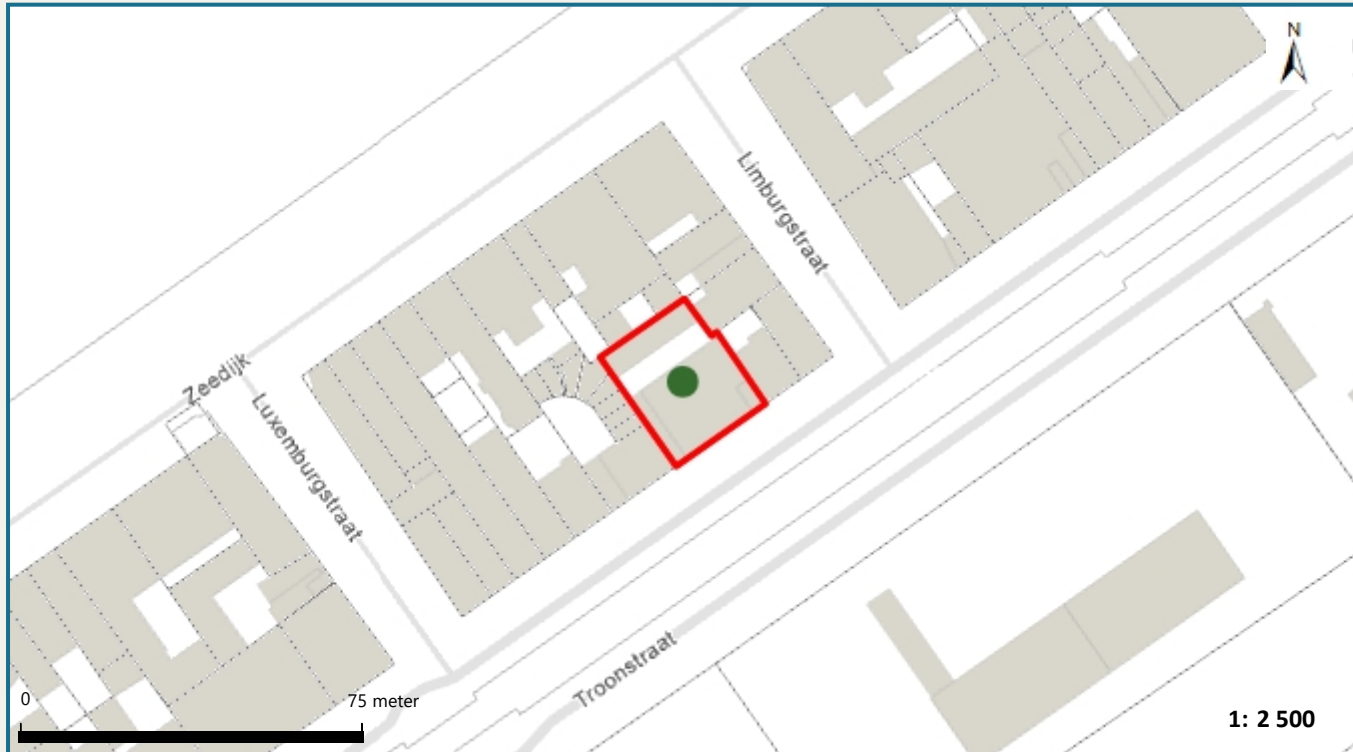 N
Limburgstraat
Zeedijk
Luxemburgstraat
Troonstraat
0
75 meter
1: 2 500